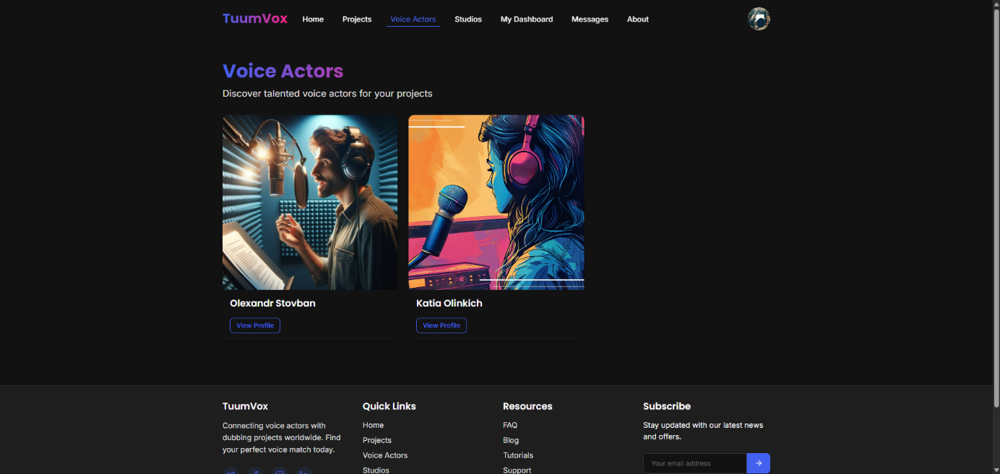 TuumVox
Home
Projects
Voice Actors
Studios
My Dashboard
Messages
About
Voice Actors
Discover talented voice actors for your projects
Olexandr Stovban
View Profile
Katia Olinkich
View Profile
TuumVox
Connecting voice actors with
dubbing projects worldwide. Find
your perfect voice match today.
Quick Links
Home
Projects
Voice Actors
Studios
Resources
FAQ
Blog
Tutorials
Support
Subscribe
Stay updated with our latest news
and offers.
Your email address